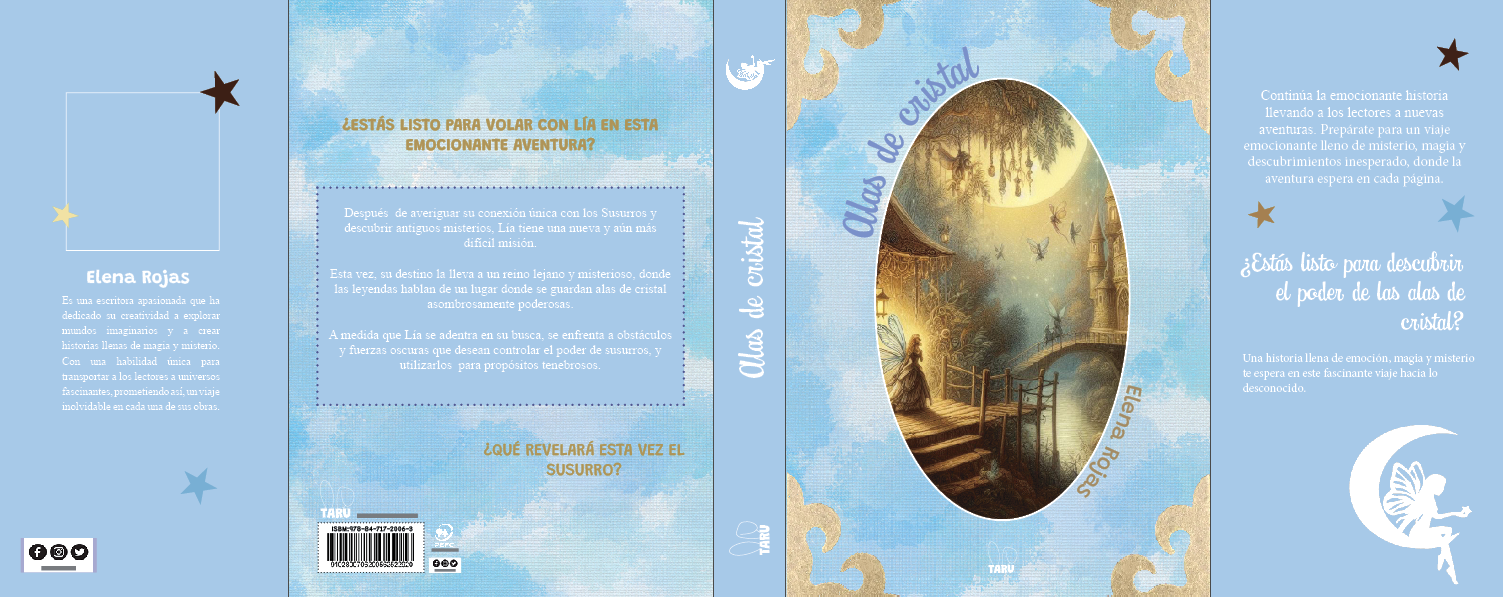 Elena Rojas
Es una escritora apasionada que ha
dedicado su creatividad a explorar
mundos imaginarios y a crear
historias llenas de magia y misterio.
Con una habilidad única para
transportar a los lectores a universos
fascinantes, prometiendo así, un viaje
inolvidable en cada una de sus obras.
¿ESTÁS LISTO PARA VOLAR CON LÍA EN ESTA
EMOCIONANTE AVENTURA?
Después de averiguar su conexión única con los Susurros y
descubrir antiguos misterios, Lía tiene una nueva y aún más
difícil misión.
Esta vez, su destino la lleva a un reino lejano y misterioso, donde
las leyendas hablan de un lugar donde se guardan alas de cristal
asombrosamente poderosas.
A medida que Lía se adentra en su busca, se enfrenta a obstáculos
y fuerzas oscuras que desean controlar el poder de susurros, y
utilizarlos para propósitos tenebrosos.
¿QUÉ REVELARÁ ESTA VEZ EL
SUSURRO?
TARU
ISBN:978-84-717-2006-3
PEFC
Alas de cristal
TARU
Alas de cristal
Elena Rojas
TARU
Continúa la emocionante historia
llevando a los lectores a nuevas
aventuras. Prepárate para un viaje
emocionante lleno de misterio, magia y
descubrimientos inesperado, donde la
aventura espera en cada página.
¿Estás listo para descubrir
el poder de las alas de
cristal?
Una historia llena de emoción, magia y misterio
te espera en este fascinante viaje hacia lo
desconocido.